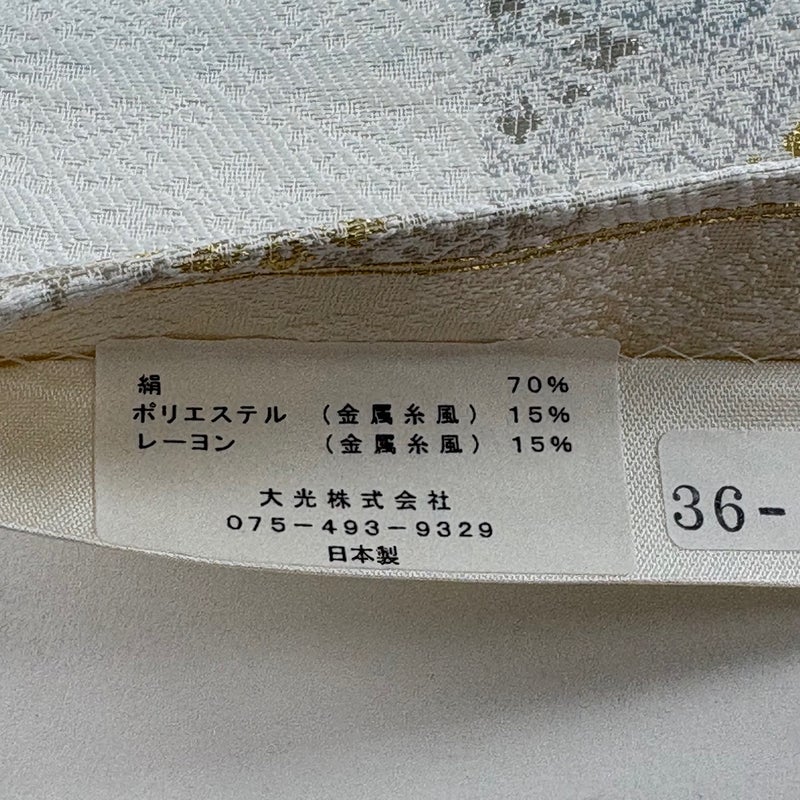 絹 70%
ポリエステル (金属糸風) 15%
レーヨン (金属糸風) 15%
大光株式会社
075-493-9329
日本製
36-